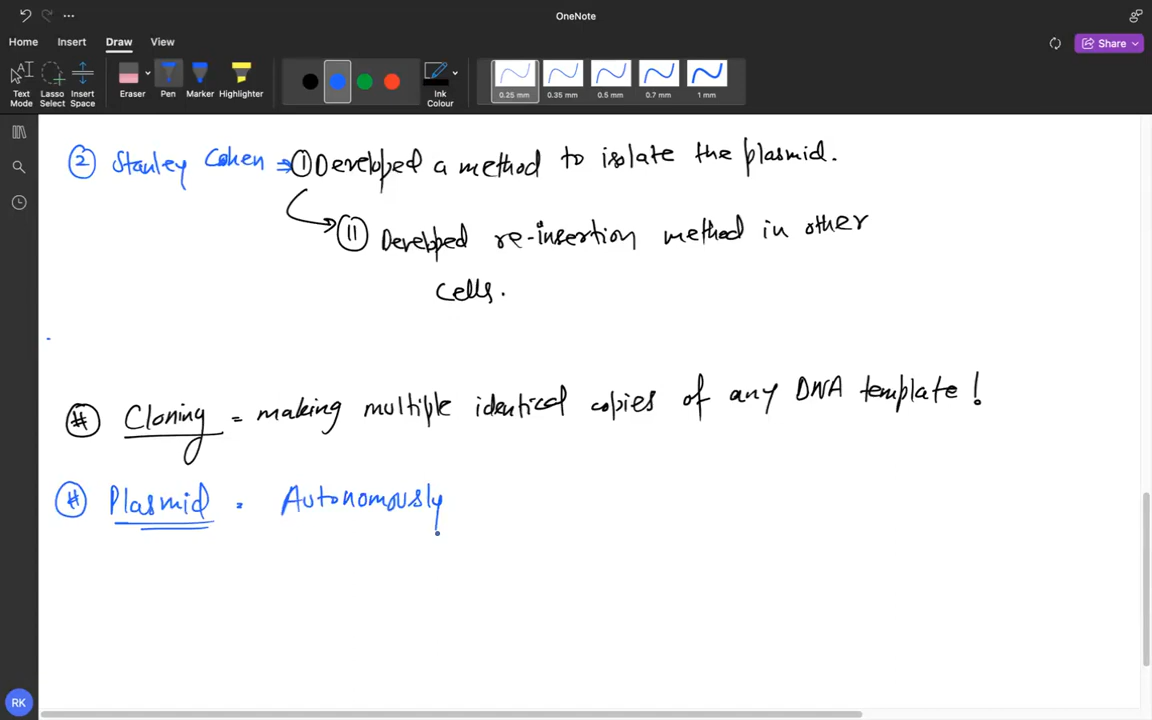 OneNote
Home Insert Draw View
Share
Text Mode
Lasso Select
Insert Space
Eraser
Pen
Marker
Highlighter
Ink Colour
0.25 mm
0.35 mm
0.5 mm
0.7 mm
1 mm
② Stanley Cohen ⇒ Ⓘ Developed a method to isolate the plasmid.
Ⓘ Developed re-insertion method in other
cells.
# Cloning = making multiple identical copies of any DNA template!
# Plasmid = Autonomously
RK